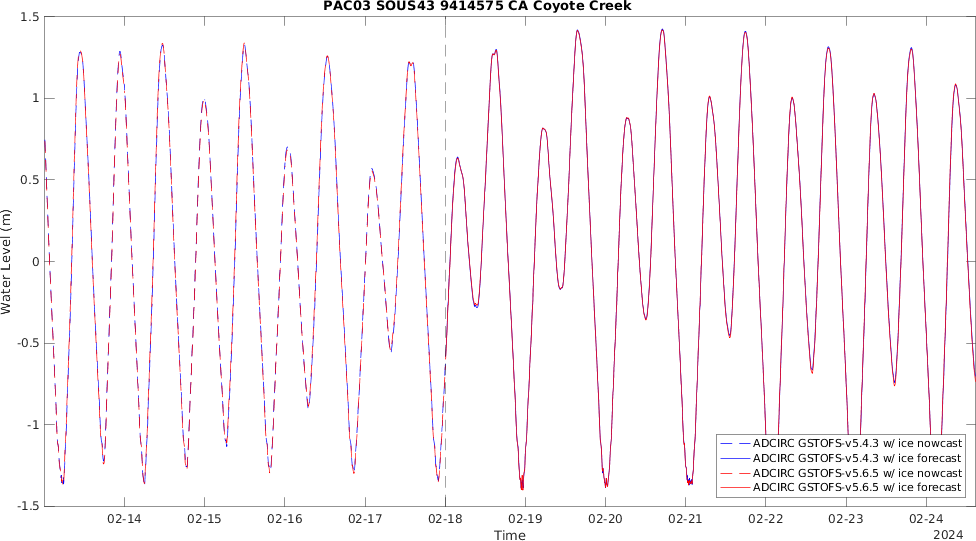 PAC03 SOUS43 9414575 CA Coyote Creek
Water Level (m)
1.5
1
0.5
0
-0.5
-1
-1.5
ADCIRC GSTOFS-v5.4.3 w/ ice nowcast
ADCIRC GSTOFS-v5.4.3 w/ ice forecast
ADCIRC GSTOFS-v5.6.5 w/ ice nowcast
ADCIRC GSTOFS-v5.6.5 w/ ice forecast
02-14 02-15 02-16 02-17 02-18 02-19 02-20 02-21 02-22 02-23 02-24
Time
2024